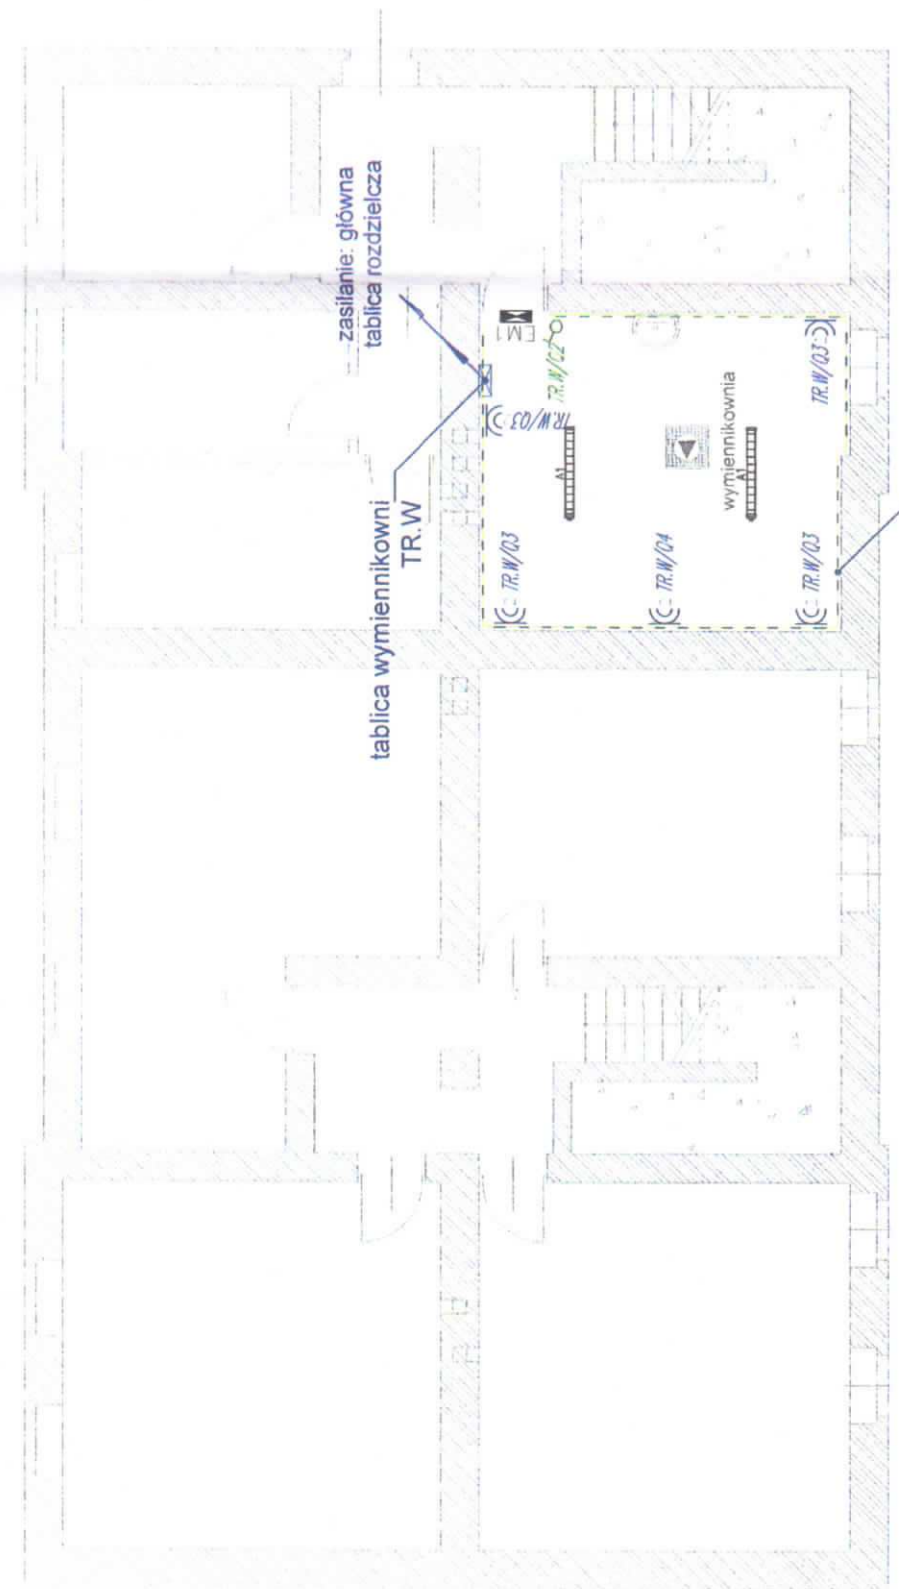 zasilanie: główna
tablica rozdzielcza
tablica wymiennikowni
TR.W
EM1
TR.W/02
TR.W/03
TR.W/03
A1
wymiennikownia
A1
TR.W/03
TR.W/04
TR.W/03